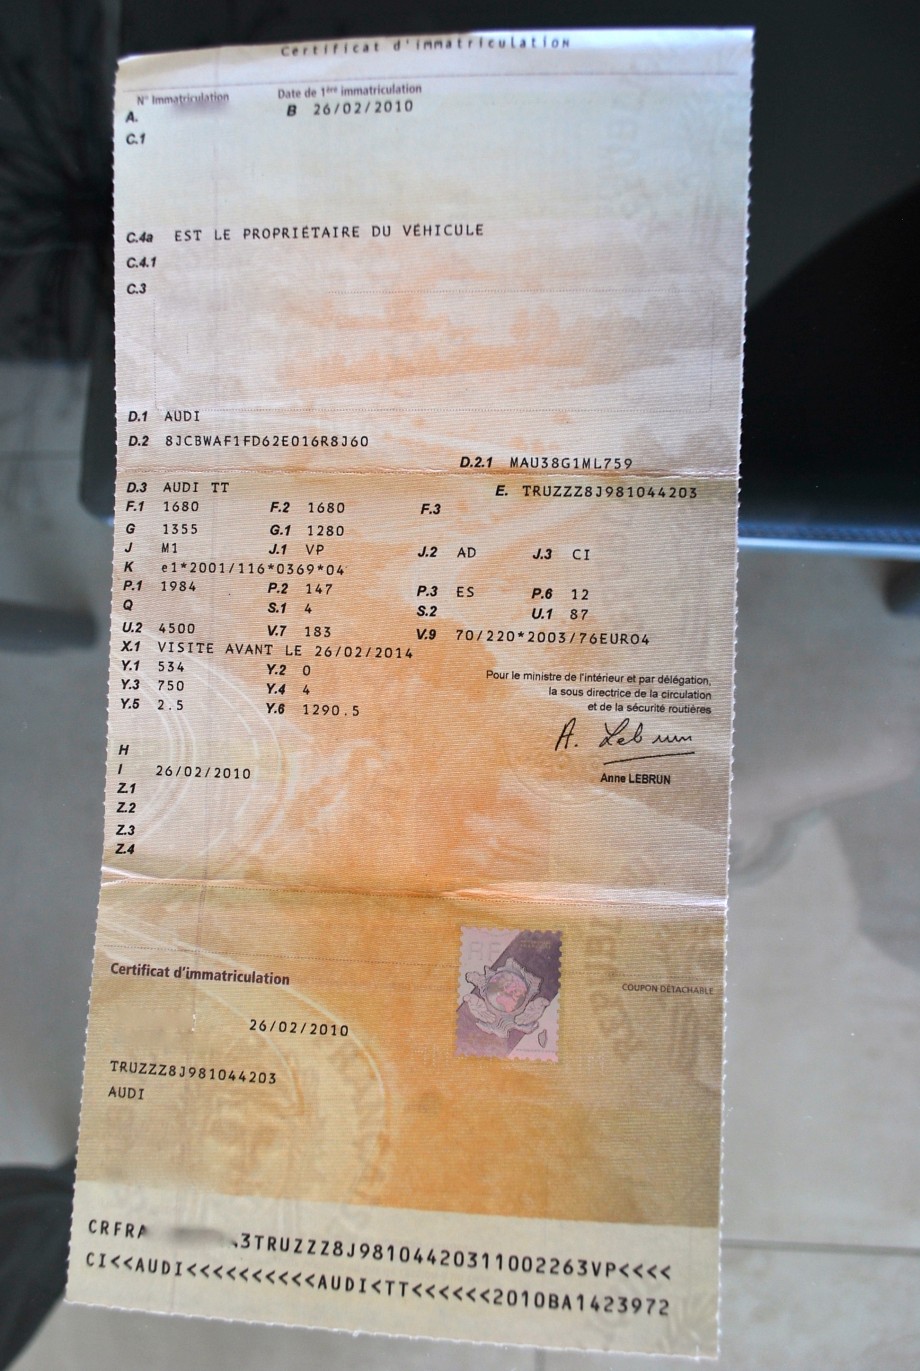 Certificat d'immatriculation
N° Immatriculation Date de 1ère immatriculation
A. B 26/02/2010
C.1
C.4a EST LE PROPRIÉTAIRE DU VÉHICULE
C.4.1
C.3
D.1 AUDI
D.2 8JCBWAF1FD62E016R8J60
D.2.1 MAU38G1ML759
D.3 AUDI TT E. TRUZZZ8J981044203
F.1 1680 F.2 1680 F.3
G 1355 G.1 1280
J M1 J.1 VP J.2 AD J.3 CI
K e1*2001/116*0369*04
P.1 1984 P.2 147 P.3 ES P.6 12
Q S.1 4 S.2 U.1 87
U.2 4500 V.7 183 V.9 70/220*2003/76EURO4
X.1 VISITE AVANT LE 26/02/2014
Y.1 534 Y.2 0
Y.3 750 Y.4 4
Y.5 2.5 Y.6 1290.5
Pour le ministre de l'intérieur et par délégation,
la sous directrice de la circulation
et de la sécurité routières
A. Lebrun
Anne LEBRUN
H
I 26/02/2010
Z.1
Z.2
Z.3
Z.4
Certificat d'immatriculation
COUPON DÉTACHABLE
26/02/2010
TRUZZZ8J981044203
AUDI
CRFRA 3TRUZZZ8J98104420311002263VP<<<<
CI<<AUDI<<<<<<<<<<AUDI<TT<<<<<<2010BA1423972